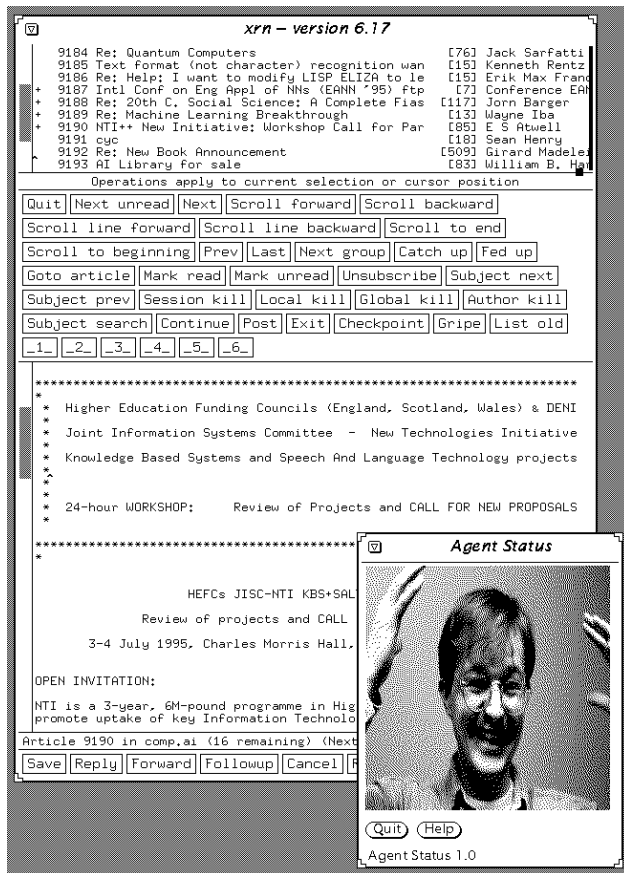 xrn – version 6.17
9184 Re: Quantum Computers [76] Jack Sarfatti
9185 Text format (not character) recognition wan [15] Kenneth Rentz
9186 Re: Help: I want to modify LISP ELIZA to le [15] Erik Max Franc
+ 9187 Intl Conf on Eng Appl of NNs (EANN '95) ftp [7] Conference EAN
+ 9188 Re: 20th C. Social Science: A Complete Fias [117] Jorn Barger
+ 9189 Re: Machine Learning Breakthrough [13] Wayne Iba
+ 9190 NTI++ New Initiative: Workshop Call for Par [85] E S Atwell
9191 cyc [18] Sean Henry
9192 Re: New Book Announcement [509] Girard Madelei
^ 9193 AI Library for sale [83] William B. Har
Operations apply to current selection or cursor position
Quit Next unread Next Scroll forward Scroll backward
Scroll line forward Scroll line backward Scroll to end
Scroll to beginning Prev Last Next group Catch up Fed up
Goto article Mark read Mark unread Unsubscribe Subject next
Subject prev Session kill Local kill Global kill Author kill
Subject search Continue Post Exit Checkpoint Gripe List old
_1_ _2_ _3_ _4_ _5_ _6_
************************************************************************
*
* Higher Education Funding Councils (England, Scotland, Wales) & DENI
*
* Joint Information Systems Committee - New Technologies Initiative
*
* Knowledge Based Systems and Speech And Language Technology projects
*
*
*
* 24-hour WORKSHOP: Review of Projects and CALL FOR NEW PROPOSALS
*
*******************************************
*
HEFCs JISC-NTI KBS+SAL
Review of projects and CALL
3-4 July 1995, Charles Morris Hall,
OPEN INVITATION:
NTI is a 3-year, 6M-pound programme in Hig
promote uptake of key Information Technolo
Article 9190 in comp.ai (16 remaining) (Next
Save Reply Forward Followup Cancel R
Agent Status
Quit Help
Agent Status 1.0